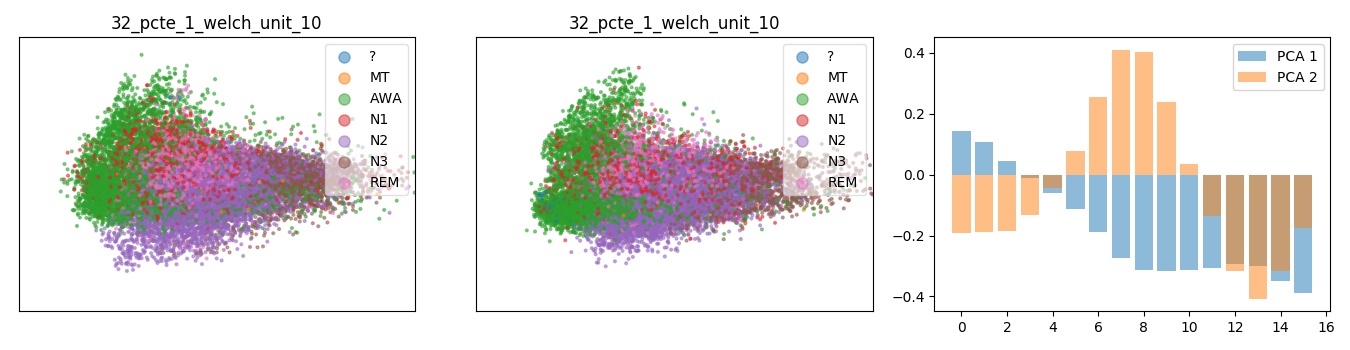 32_pcte_1_welch_unit_10
?
MT
AWA
N1
N2
N3
REM
32_pcte_1_welch_unit_10
?
MT
AWA
N1
N2
N3
REM
0.4
0.2
0.0
−0.2
−0.4
PCA 1
PCA 2
0 2 4 6 8 10 12 14 16